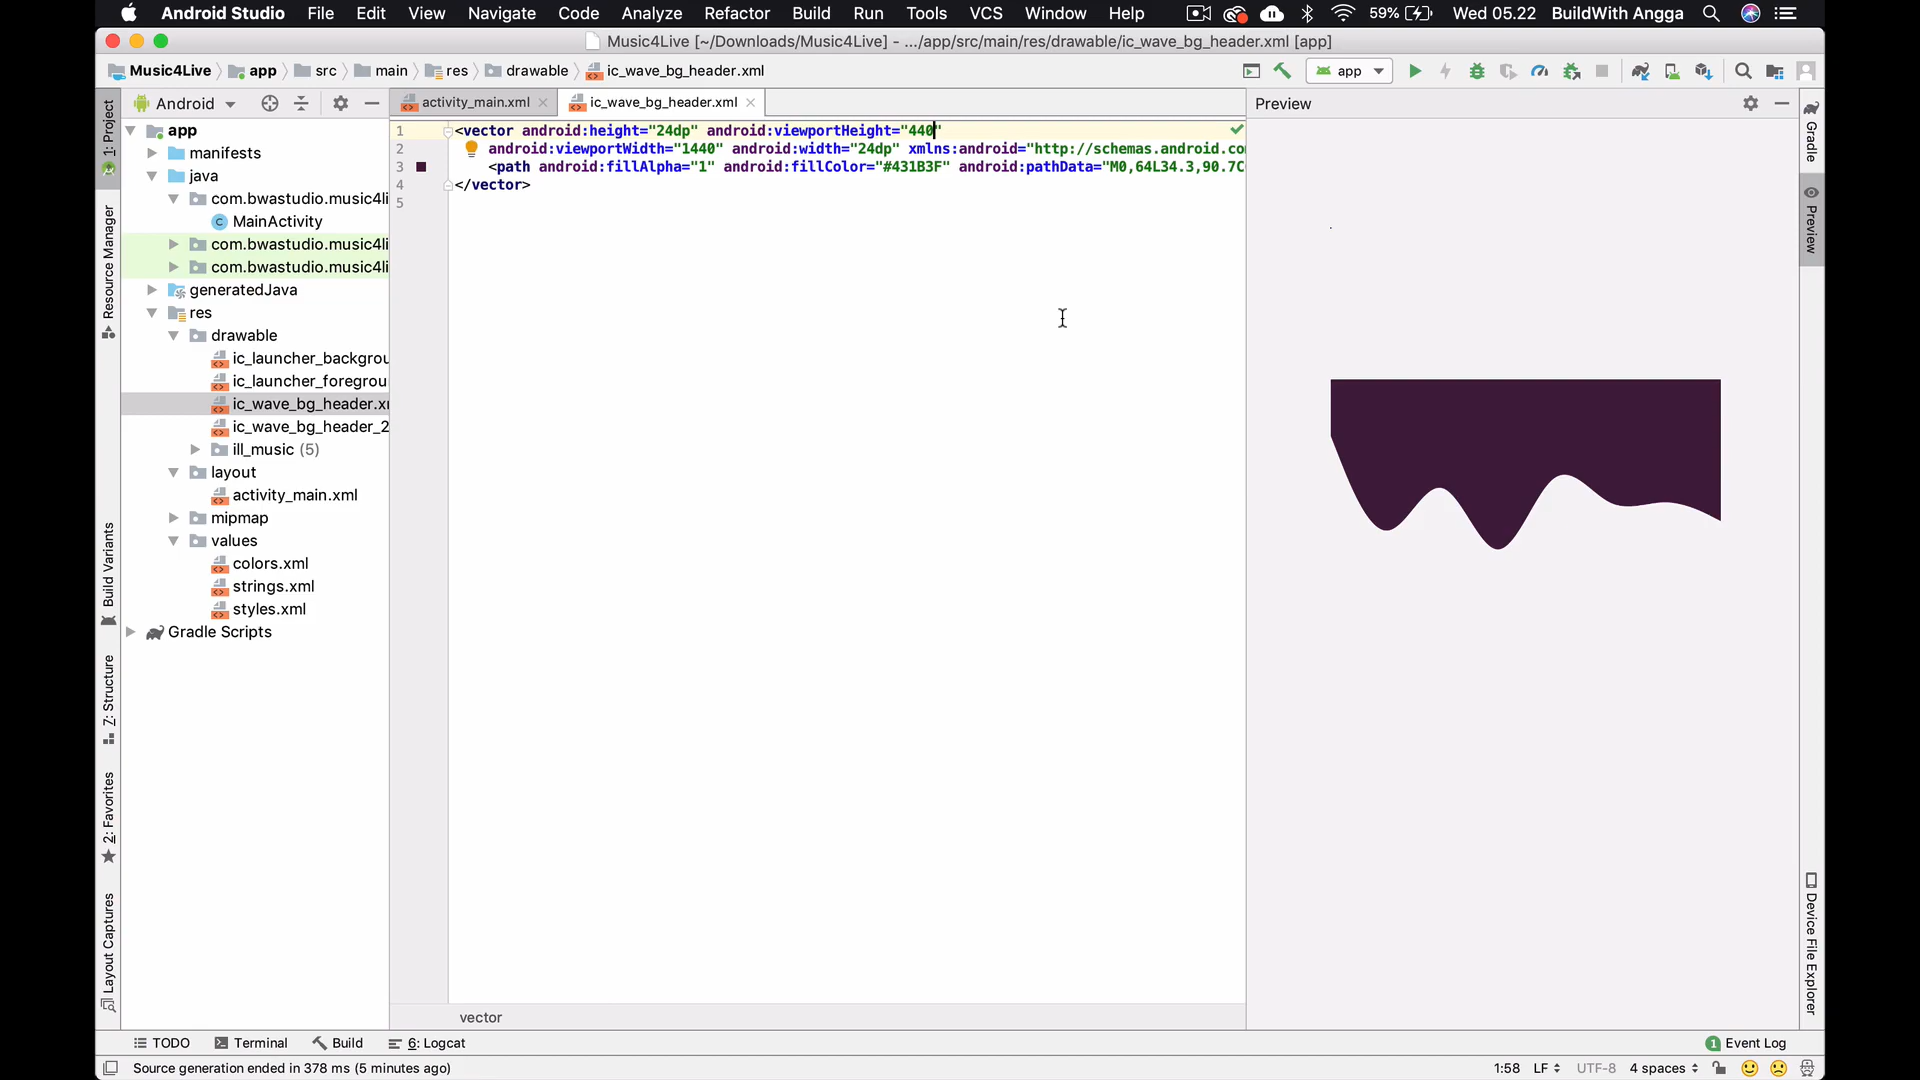 Android Studio File Edit View Navigate Code Analyze Refactor Build Run Tools VCS Window Help 59% Wed 05.22 BuildWith Angga
Music4Live [~/Downloads/Music4Live] - .../app/src/main/res/drawable/ic_wave_bg_header.xml [app]
Music4Live app src main res drawable ic_wave_bg_header.xml app
Android activity_main.xml ic_wave_bg_header.xml Preview
1: Project
Resource Manager
Build Variants
Z: Structure
2: Favorites
Layout Captures
app
manifests
java
com.bwastudio.music4li
MainActivity
com.bwastudio.music4li
com.bwastudio.music4li
generatedJava
res
drawable
ic_launcher_backgrou
ic_launcher_foregrou
ic_wave_bg_header.x
ic_wave_bg_header_2
ill_music (5)
layout
activity_main.xml
mipmap
values
colors.xml
strings.xml
styles.xml
Gradle Scripts
1 <vector android:height="24dp" android:viewportHeight="440"
2 android:viewportWidth="1440" android:width="24dp" xmlns:android="http://schemas.android.co
3 <path android:fillAlpha="1" android:fillColor="#431B3F" android:pathData="M0,64L34.3,90.7C
4 </vector>
5
vector
Gradle
Preview
Device File Explorer
TODO Terminal Build 6: Logcat 1 Event Log
Source generation ended in 378 ms (5 minutes ago) 1:58 LF UTF-8 4 spaces